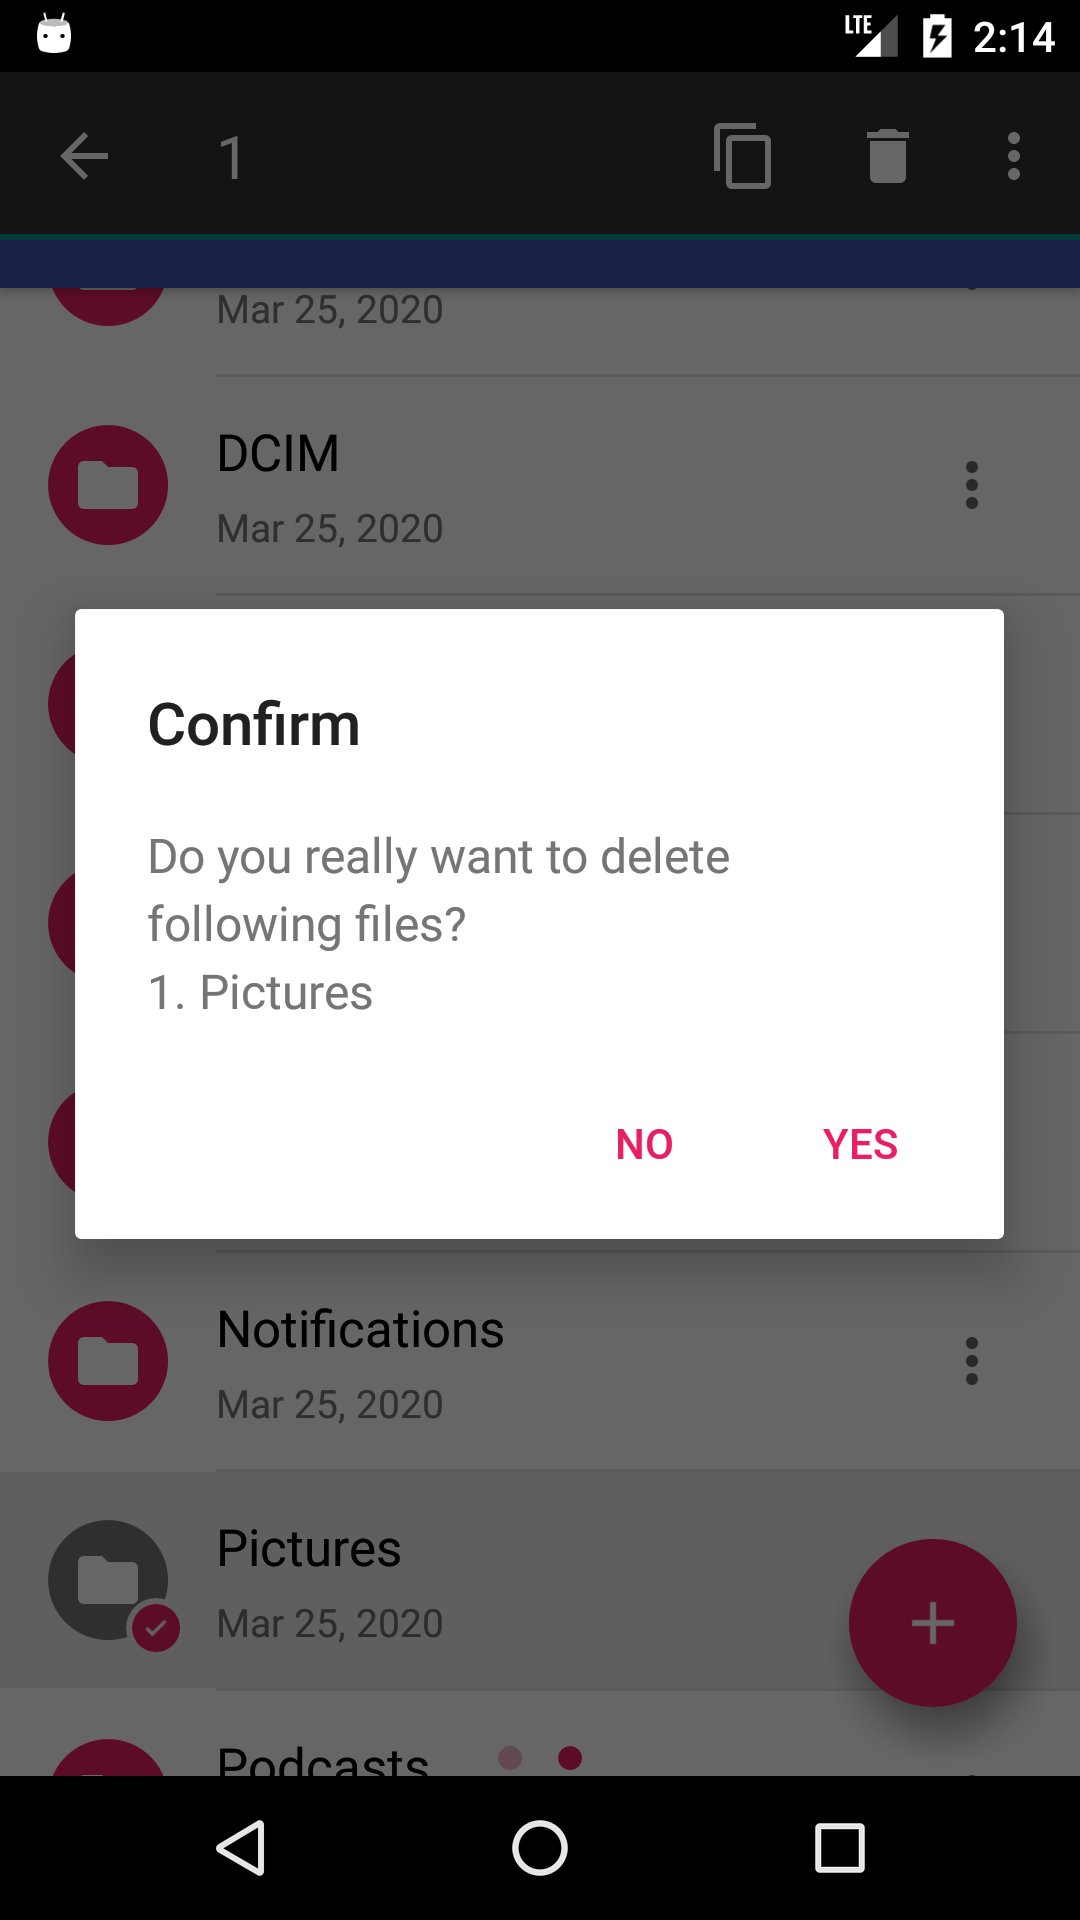 LTE 2:14
1
Mar 25, 2020
DCIM
Mar 25, 2020
Confirm
Do you really want to delete
following files?
1. Pictures
NO YES
Notifications
Mar 25, 2020
Pictures
Mar 25, 2020
Podcasts